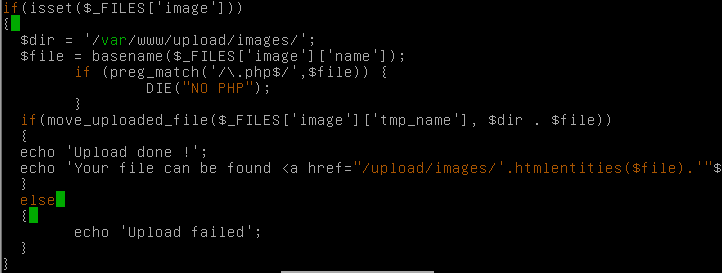 if(isset($_FILES['image']))
{
$dir = '/var/www/upload/images/';
$file = basename($_FILES['image']['name']);
if (preg_match('/\.php$/',$file)) {
DIE("NO PHP");
}
if(move_uploaded_file($_FILES['image']['tmp_name'], $dir . $file))
{
echo 'Upload done !';
echo 'Your file can be found <a href="/upload/images/'.htmlentities($file).'"$
}
else
{
echo 'Upload failed';
}
}